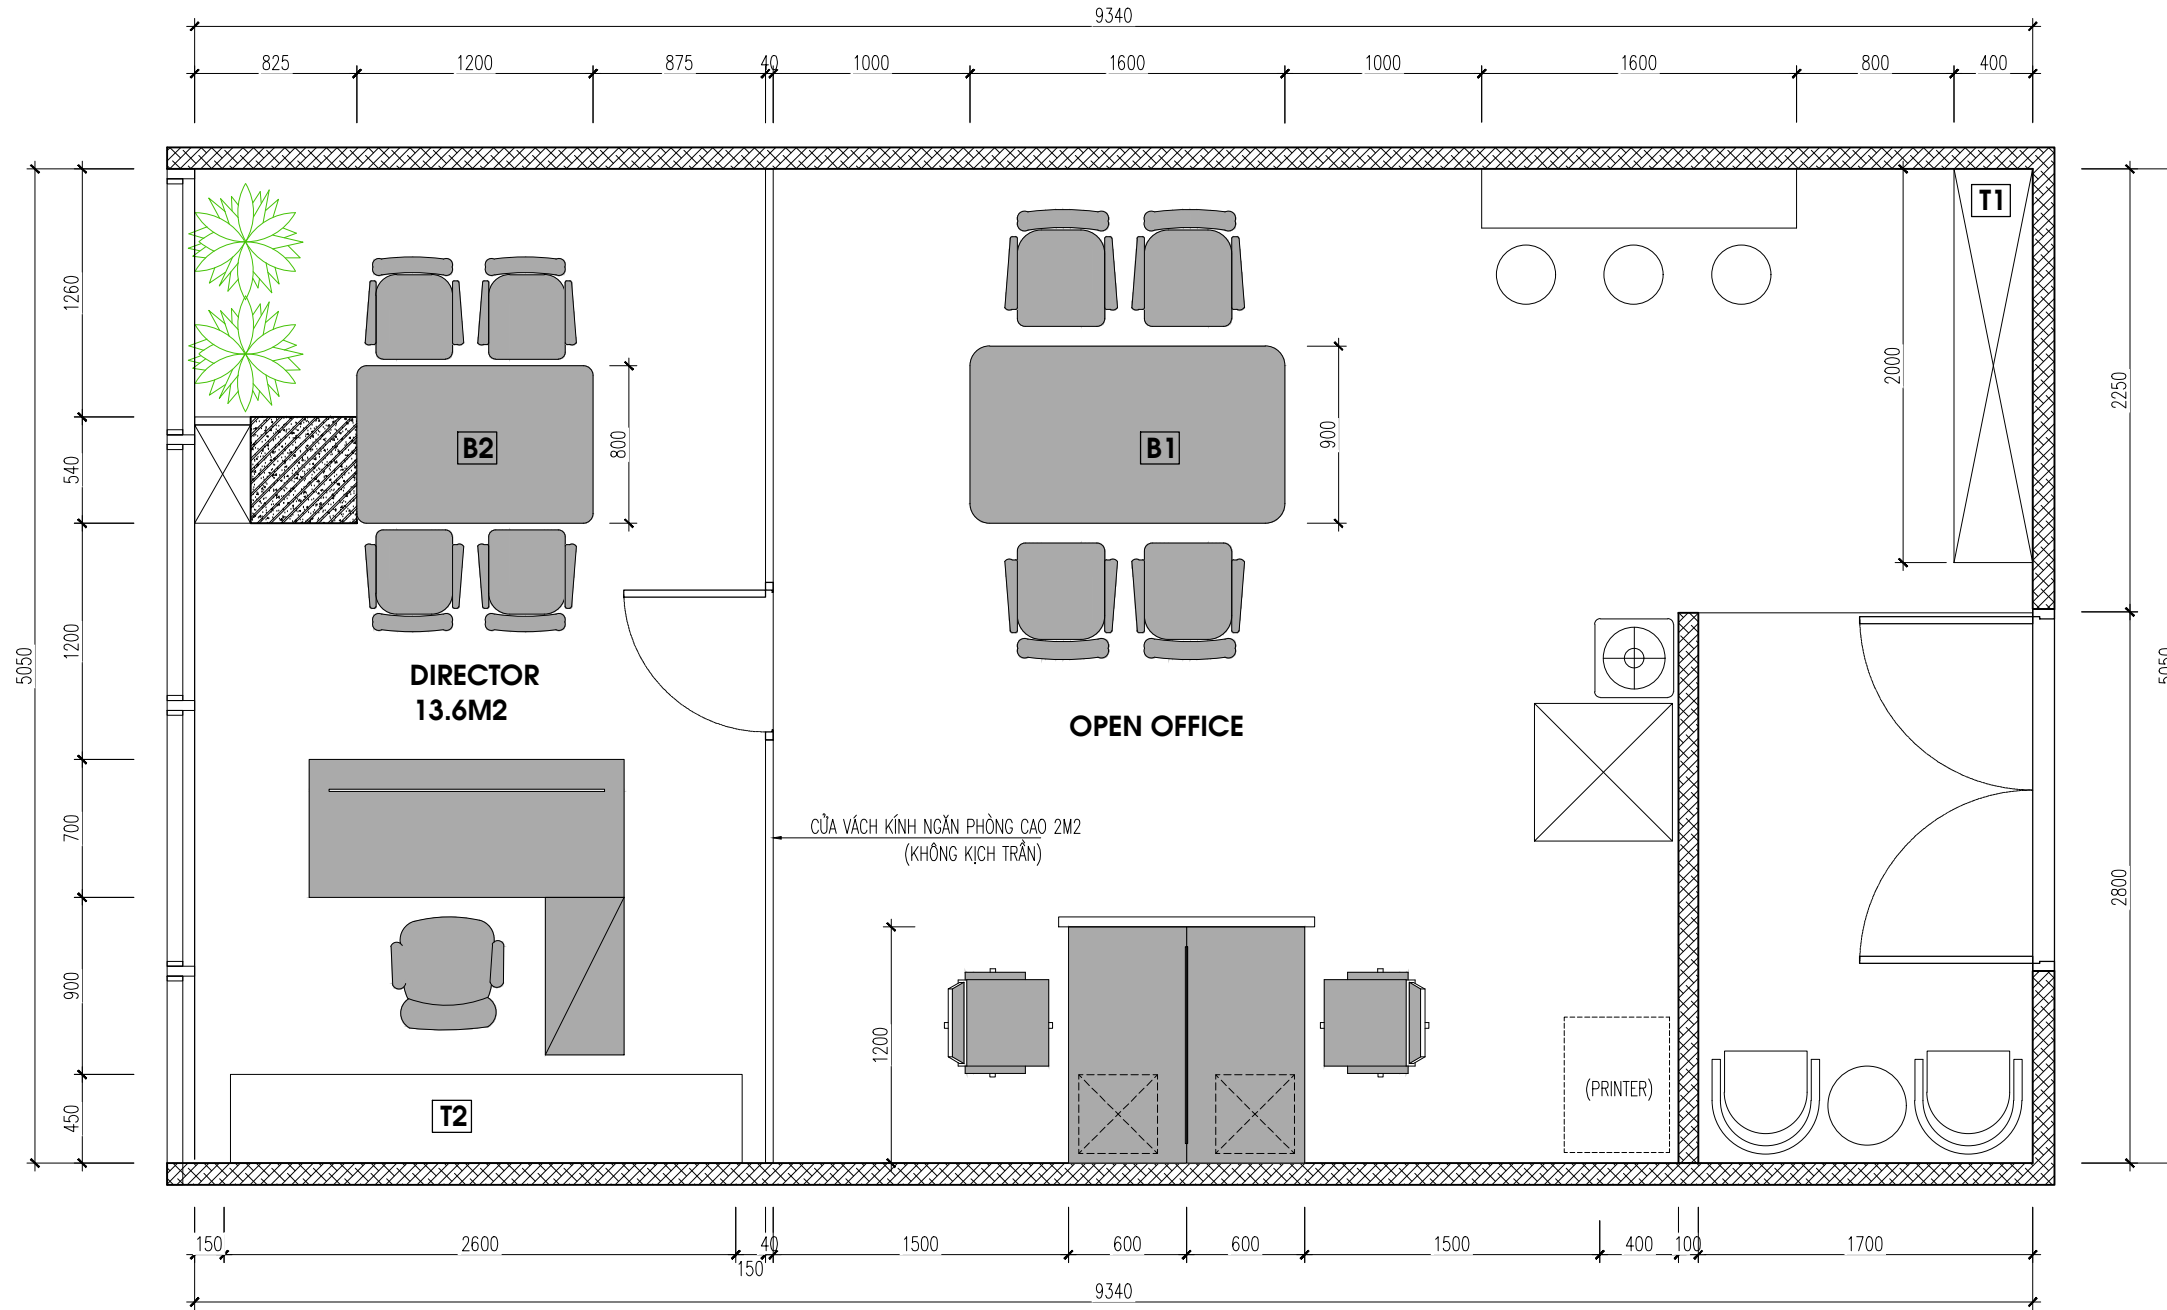 9340
825 1200 875 40 1000 1600 1000 1600 800 400
T1
1260
2000
2250
B2
800
B1
900
540
5050
1200
DIRECTOR
13.6M2
OPEN OFFICE
5050
700
CỬA VÁCH KÍNH NGĂN PHÒNG CAO 2M2
(KHÔNG KỊCH TRẦN)
2800
900
1200
(PRINTER)
450
T2
150 2600 150 40 1500 600 600 1500 400 100 1700
9340